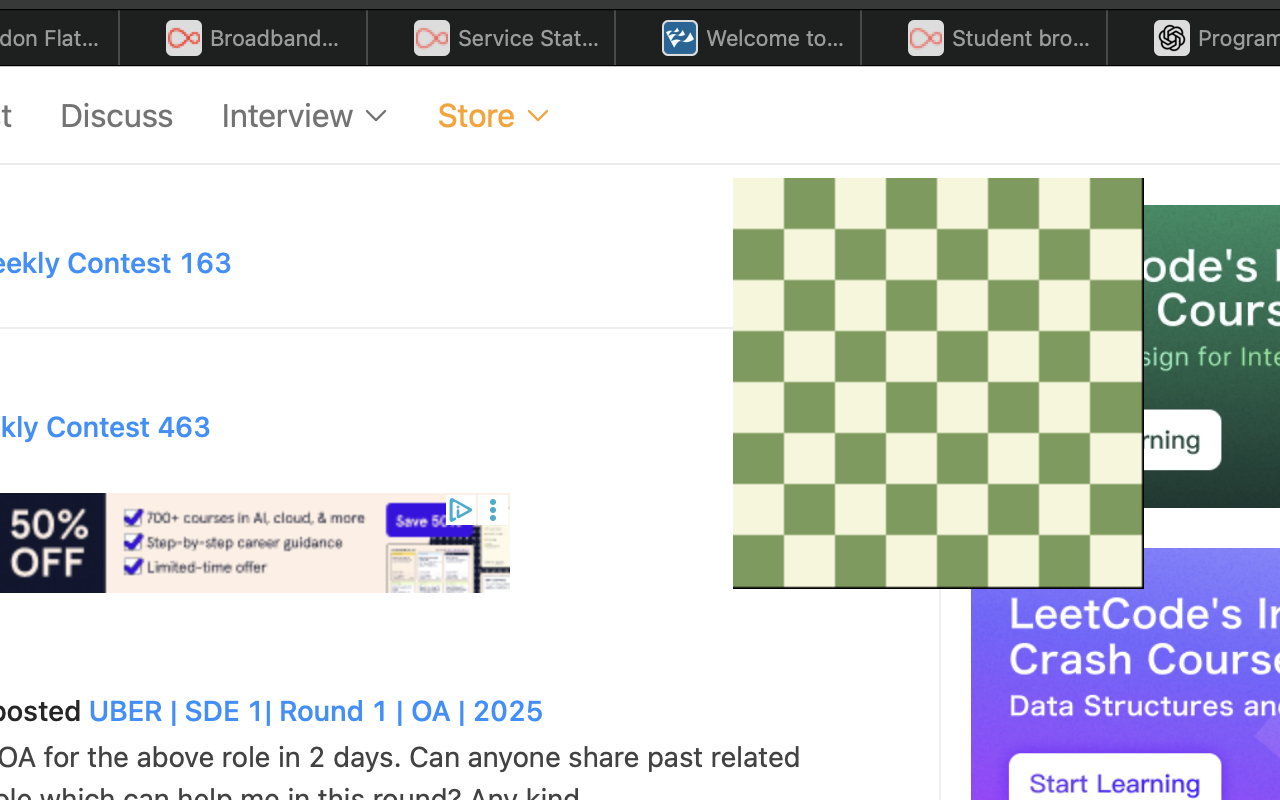 don Flat...
Broadband...
Service Stat...
Welcome to...
Student bro...
Program
t
Discuss
Interview
Store
eekly Contest 163
kly Contest 463
50%
OFF
700+ courses in AI, cloud, & more
Step-by-step career guidance
Limited-time offer
Save 50
ode's
Cours
sign for Inte
rning
LeetCode's In
Crash Course
Data Structures an
Start Learning
posted UBER | SDE 1| Round 1 | OA | 2025
OA for the above role in 2 days. Can anyone share past related
ole which can help me in this round? Any kind